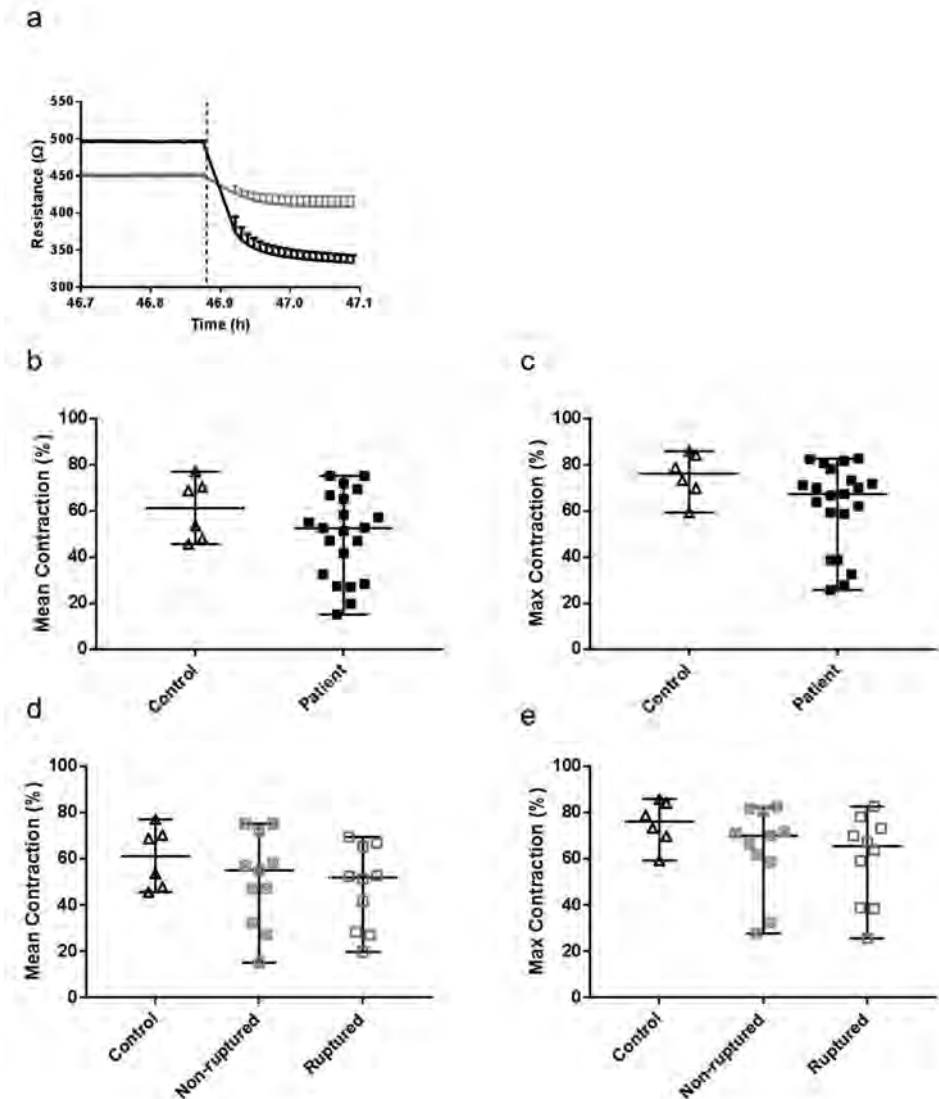 a
Resistance (Ω)
550
500
450
400
350
300
46.7 46.8 46.9 47.0 47.1
Time (h)
b
Mean Contraction (%)
100
80
60
40
20
0
Control Patient
c
Max Contraction (%)
100
80
60
40
20
0
Control Patient
d
Mean Contraction (%)
100
80
60
40
20
0
Control Non-ruptured Ruptured
e
Max Contraction (%)
100
80
60
40
20
0
Control Non-ruptured Ruptured